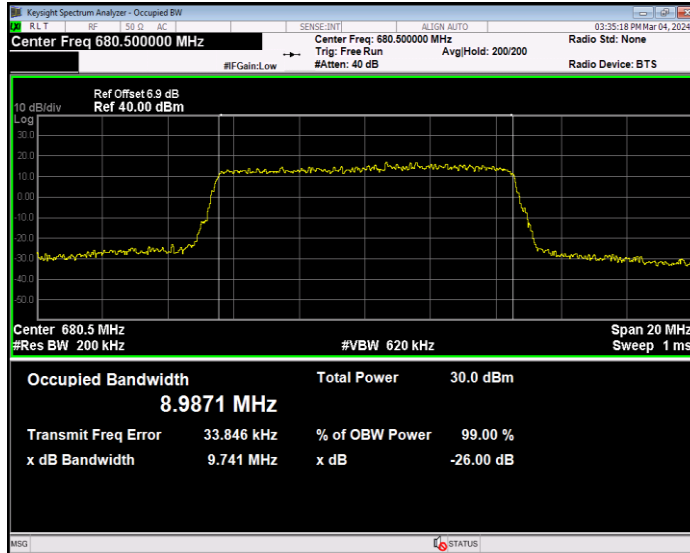 Keysight Spectrum Analyzer - Occupied BW
R L T RF 50 Ω AC SENSE:INT ALIGN AUTO 03:35:18 PM Mar 04, 2024
Center Freq 680.500000 MHz
Center Freq: 680.500000 MHz
Radio Std: None
Trig: Free Run Avg|Hold: 200/200
#IFGain:Low
#Atten: 40 dB
Radio Device: BTS
Ref Offset 6.9 dB
10 dB/div Ref 40.00 dBm
Log
30.0
20.0
10.0
0.00
-10.0
-20.0
-30.0
-40.0
-50.0
Center 680.5 MHz Span 20 MHz
#Res BW 200 kHz #VBW 620 kHz Sweep 1 ms
Occupied Bandwidth Total Power 30.0 dBm
8.9871 MHz
Transmit Freq Error 33.846 kHz % of OBW Power 99.00 %
x dB Bandwidth 9.741 MHz x dB -26.00 dB
MSG STATUS